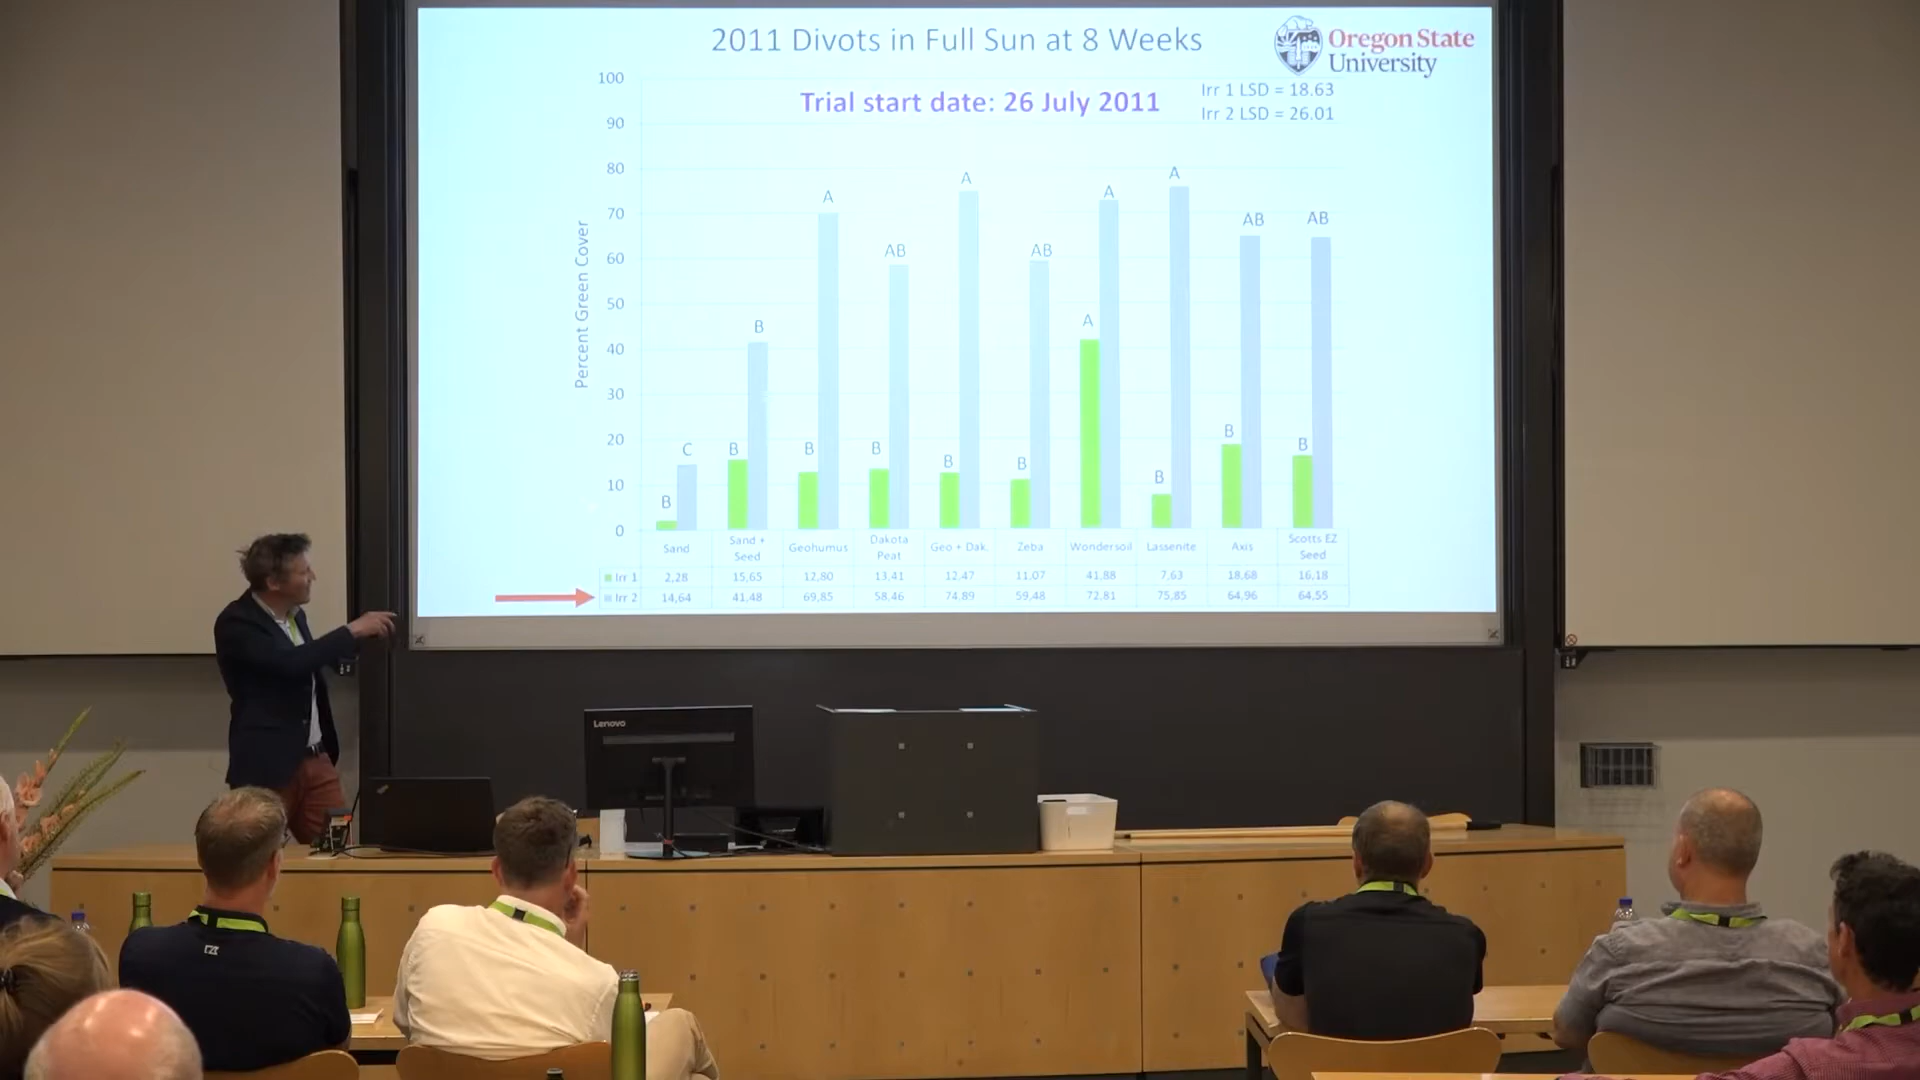 2011 Divots in Full Sun at 8 Weeks
Oregon State
University
Trial start date: 26 July 2011
Irr 1 LSD = 18.63
Irr 2 LSD = 26.01
Percent Green Cover
100
90
80
70
60
50
40
30
20
10
0
B C B B B A B AB B A B AB A A B A B AB B AB
Sand Sand + Seed Geohumus Dakota Peat Geo + Dak. Zeba Wondersoil Lassenite Axis Scotts EZ Seed
Irr 1 2,28 15,65 12,80 13,41 12,47 11,07 41,88 7,63 18,68 16,18
Irr 2 14,64 41,48 69,85 58,46 74,89 59,48 72,81 75,85 64,96 64,55
Lenovo